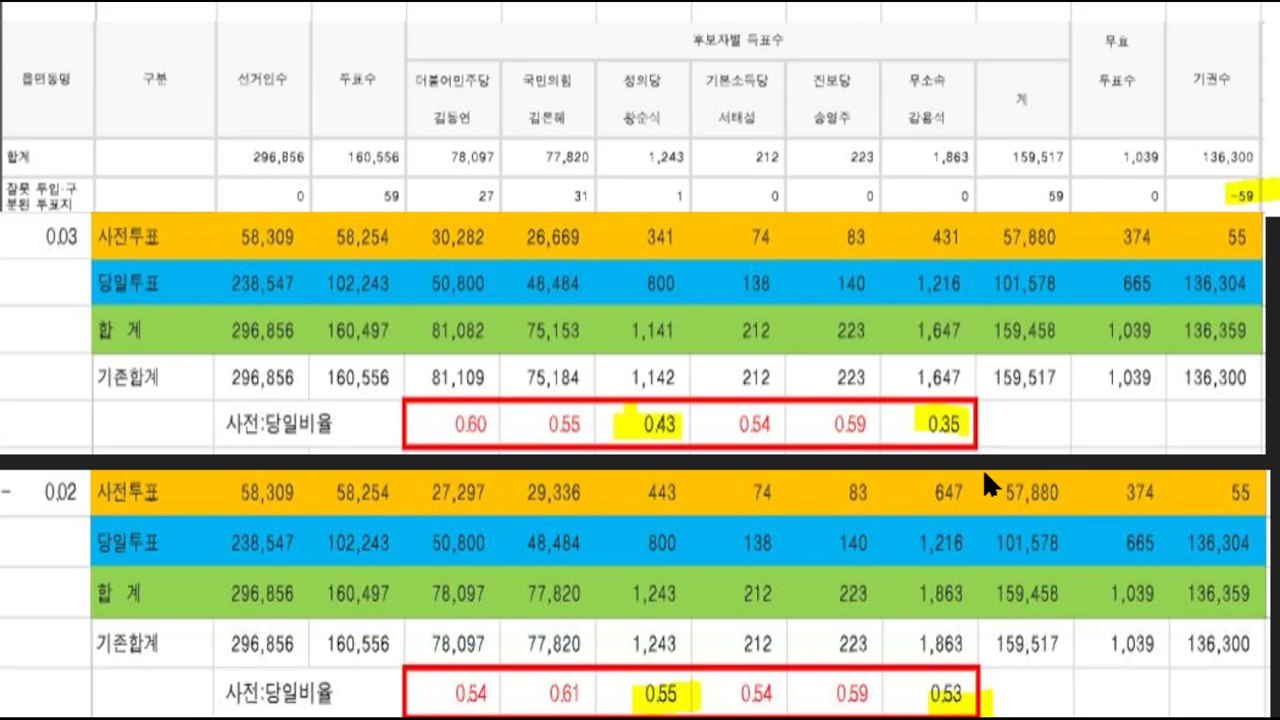 후보자별 득표수
무효
읍면동명 구분 선거인수 투표수 더불어민주당 국민의힘 정의당 기본소득당 진보당 무소속 계 투표수 기권수
김동연 김은혜 황순식 서태성 송영주 강용석
합계 296,856 160,556 78,097 77,820 1,243 212 223 1,863 159,517 1,039 136,300
잘못 투입·구 0 59 27 31 1 0 0 0 59 0 -59
분된 투표지
0.03 사전투표 58,309 58,254 30,282 26,669 341 74 83 431 57,880 374 55
당일투표 238,547 102,243 50,800 48,484 800 138 140 1,216 101,578 665 136,304
합 계 296,856 160,497 81,082 75,153 1,141 212 223 1,647 159,458 1,039 136,359
기존합계 296,856 160,556 81,109 75,184 1,142 212 223 1,647 159,517 1,039 136,300
사전:당일비율 0.60 0.55 0.43 0.54 0.59 0.35
- 0.02 사전투표 58,309 58,254 27,297 29,336 443 74 83 647 57,880 374 55
당일투표 238,547 102,243 50,800 48,484 800 138 140 1,216 101,578 665 136,304
합 계 296,856 160,497 78,097 77,820 1,243 212 223 1,863 159,458 1,039 136,359
기존합계 296,856 160,556 78,097 77,820 1,243 212 223 1,863 159,517 1,039 136,300
사전:당일비율 0.54 0.61 0.55 0.54 0.59 0.53